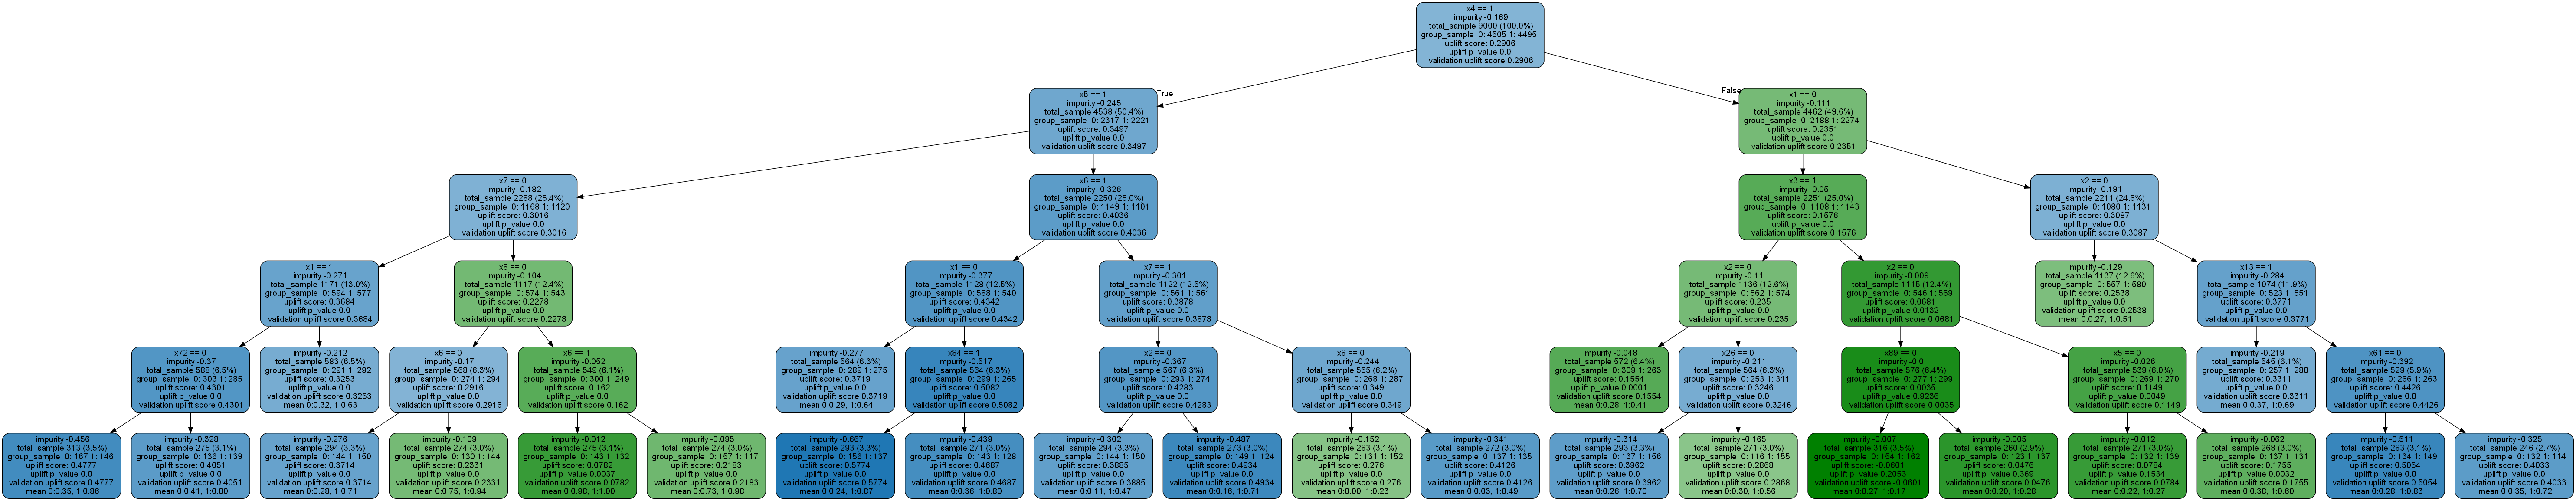 x4 == 1
impurity -0.169
total_sample 9000 (100.0%)
group_sample 0: 4505 1: 4495
uplift score: 0.2906
uplift p_value 0.0
validation uplift score 0.2906
True
False
x5 == 1
impurity -0.245
total_sample 4538 (50.4%)
group_sample 0: 2317 1: 2221
uplift score: 0.3497
uplift p_value 0.0
validation uplift score 0.3497
x1 == 0
impurity -0.111
total_sample 4462 (49.6%)
group_sample 0: 2188 1: 2274
uplift score: 0.2351
uplift p_value 0.0
validation uplift score 0.2351
x7 == 0
impurity -0.182
total_sample 2288 (25.4%)
group_sample 0: 1168 1: 1120
uplift score: 0.3016
uplift p_value 0.0
validation uplift score 0.3016
x6 == 1
impurity -0.326
total_sample 2250 (25.0%)
group_sample 0: 1149 1: 1101
uplift score: 0.4036
uplift p_value 0.0
validation uplift score 0.4036
x3 == 1
impurity -0.05
total_sample 2251 (25.0%)
group_sample 0: 1108 1: 1143
uplift score: 0.1576
uplift p_value 0.0
validation uplift score 0.1576
x2 == 0
impurity -0.191
total_sample 2211 (24.6%)
group_sample 0: 1080 1: 1131
uplift score: 0.3087
uplift p_value 0.0
validation uplift score 0.3087
x1 == 1
impurity -0.271
total_sample 1171 (13.0%)
group_sample 0: 594 1: 577
uplift score: 0.3684
uplift p_value 0.0
validation uplift score 0.3684
x8 == 0
impurity -0.104
total_sample 1117 (12.4%)
group_sample 0: 574 1: 543
uplift score: 0.2278
uplift p_value 0.0
validation uplift score 0.2278
x1 == 0
impurity -0.377
total_sample 1128 (12.5%)
group_sample 0: 588 1: 540
uplift score: 0.4342
uplift p_value 0.0
validation uplift score 0.4342
x7 == 1
impurity -0.301
total_sample 1122 (12.5%)
group_sample 0: 561 1: 561
uplift score: 0.3878
uplift p_value 0.0
validation uplift score 0.3878
x2 == 0
impurity -0.11
total_sample 1136 (12.6%)
group_sample 0: 562 1: 574
uplift score: 0.235
uplift p_value 0.0
validation uplift score 0.235
x2 == 0
impurity -0.009
total_sample 1115 (12.4%)
group_sample 0: 546 1: 569
uplift score: 0.0681
uplift p_value 0.0132
validation uplift score 0.0681
impurity -0.129
total_sample 1137 (12.6%)
group_sample 0: 557 1: 580
uplift score: 0.2538
uplift p_value 0.0
validation uplift score 0.2538
mean 0:0.27, 1:0.51
x13 == 1
impurity -0.284
total_sample 1074 (11.9%)
group_sample 0: 523 1: 551
uplift score: 0.3771
uplift p_value 0.0
validation uplift score 0.3771
x72 == 0
impurity -0.37
total_sample 588 (6.5%)
group_sample 0: 303 1: 285
uplift score: 0.4301
uplift p_value 0.0
validation uplift score 0.4301
impurity -0.212
total_sample 583 (6.5%)
group_sample 0: 291 1: 292
uplift score: 0.3253
uplift p_value 0.0
validation uplift score 0.3253
mean 0:0.32, 1:0.63
x6 == 0
impurity -0.17
total_sample 568 (6.3%)
group_sample 0: 274 1: 294
uplift score: 0.2916
uplift p_value 0.0
validation uplift score 0.2916
x6 == 1
impurity -0.052
total_sample 549 (6.1%)
group_sample 0: 300 1: 249
uplift score: 0.162
uplift p_value 0.0
validation uplift score 0.162
impurity -0.277
total_sample 564 (6.3%)
group_sample 0: 289 1: 275
uplift score: 0.3719
uplift p_value 0.0
validation uplift score 0.3719
mean 0:0.29, 1:0.64
x84 == 1
impurity -0.517
total_sample 564 (6.3%)
group_sample 0: 299 1: 265
uplift score: 0.5082
uplift p_value 0.0
validation uplift score 0.5082
x2 == 0
impurity -0.367
total_sample 567 (6.3%)
group_sample 0: 293 1: 274
uplift score: 0.4283
uplift p_value 0.0
validation uplift score 0.4283
x8 == 0
impurity -0.244
total_sample 555 (6.2%)
group_sample 0: 268 1: 287
uplift score: 0.349
uplift p_value 0.0
validation uplift score 0.349
impurity -0.048
total_sample 572 (6.4%)
group_sample 0: 309 1: 263
uplift score: 0.1554
uplift p_value 0.0001
validation uplift score 0.1554
mean 0:0.28, 1:0.41
x26 == 0
impurity -0.211
total_sample 564 (6.3%)
group_sample 0: 253 1: 311
uplift score: 0.3246
uplift p_value 0.0
validation uplift score 0.3246
x89 == 0
impurity -0.0
total_sample 576 (6.4%)
group_sample 0: 277 1: 299
uplift score: 0.0035
uplift p_value 0.9236
validation uplift score 0.0035
x5 == 0
impurity -0.026
total_sample 539 (6.0%)
group_sample 0: 269 1: 270
uplift score: 0.1149
uplift p_value 0.0049
validation uplift score 0.1149
impurity -0.219
total_sample 545 (6.1%)
group_sample 0: 257 1: 288
uplift score: 0.3311
uplift p_value 0.0
validation uplift score 0.3311
mean 0:0.37, 1:0.69
x61 == 0
impurity -0.392
total_sample 529 (5.9%)
group_sample 0: 266 1: 263
uplift score: 0.4426
uplift p_value 0.0
validation uplift score 0.4426
impurity -0.456
total_sample 313 (3.5%)
group_sample 0: 167 1: 146
uplift score: 0.4777
uplift p_value 0.0
validation uplift score 0.4777
mean 0:0.35, 1:0.86
impurity -0.328
total_sample 275 (3.1%)
group_sample 0: 136 1: 139
uplift score: 0.4051
uplift p_value 0.0
validation uplift score 0.4051
mean 0:0.41, 1:0.80
impurity -0.276
total_sample 294 (3.3%)
group_sample 0: 144 1: 150
uplift score: 0.3714
uplift p_value 0.0
validation uplift score 0.3714
mean 0:0.28, 1:0.71
impurity -0.109
total_sample 274 (3.0%)
group_sample 0: 130 1: 144
uplift score: 0.2331
uplift p_value 0.0
validation uplift score 0.2331
mean 0:0.75, 1:0.94
impurity -0.012
total_sample 275 (3.1%)
group_sample 0: 143 1: 132
uplift score: 0.0782
uplift p_value 0.0037
validation uplift score 0.0782
mean 0:0.98, 1:1.00
impurity -0.095
total_sample 274 (3.0%)
group_sample 0: 157 1: 117
uplift score: 0.2183
uplift p_value 0.0
validation uplift score 0.2183
mean 0:0.73, 1:0.98
impurity -0.667
total_sample 293 (3.3%)
group_sample 0: 156 1: 137
uplift score: 0.5774
uplift p_value 0.0
validation uplift score 0.5774
mean 0:0.24, 1:0.87
impurity -0.439
total_sample 271 (3.0%)
group_sample 0: 143 1: 128
uplift score: 0.4687
uplift p_value 0.0
validation uplift score 0.4687
mean 0:0.36, 1:0.80
impurity -0.302
total_sample 294 (3.3%)
group_sample 0: 144 1: 150
uplift score: 0.3885
uplift p_value 0.0
validation uplift score 0.3885
mean 0:0.11, 1:0.47
impurity -0.487
total_sample 273 (3.0%)
group_sample 0: 149 1: 124
uplift score: 0.4934
uplift p_value 0.0
validation uplift score 0.4934
mean 0:0.16, 1:0.71
impurity -0.152
total_sample 283 (3.1%)
group_sample 0: 131 1: 152
uplift score: 0.276
uplift p_value 0.0
validation uplift score 0.276
mean 0:0.00, 1:0.23
impurity -0.341
total_sample 272 (3.0%)
group_sample 0: 137 1: 135
uplift score: 0.4126
uplift p_value 0.0
validation uplift score 0.4126
mean 0:0.03, 1:0.49
impurity -0.314
total_sample 293 (3.3%)
group_sample 0: 137 1: 156
uplift score: 0.3962
uplift p_value 0.0
validation uplift score 0.3962
mean 0:0.26, 1:0.70
impurity -0.165
total_sample 271 (3.0%)
group_sample 0: 116 1: 155
uplift score: 0.2868
uplift p_value 0.0
validation uplift score 0.2868
mean 0:0.30, 1:0.56
impurity -0.007
total_sample 316 (3.5%)
group_sample 0: 154 1: 162
uplift score: -0.0601
uplift p_value 0.2053
validation uplift score -0.0601
mean 0:0.27, 1:0.17
impurity -0.005
total_sample 260 (2.9%)
group_sample 0: 123 1: 137
uplift score: 0.0476
uplift p_value 0.369
validation uplift score 0.0476
mean 0:0.20, 1:0.28
impurity -0.012
total_sample 271 (3.0%)
group_sample 0: 132 1: 139
uplift score: 0.0784
uplift p_value 0.1534
validation uplift score 0.0784
mean 0:0.22, 1:0.27
impurity -0.062
total_sample 268 (3.0%)
group_sample 0: 137 1: 131
uplift score: 0.1755
uplift p_value 0.0032
validation uplift score 0.1755
mean 0:0.38, 1:0.60
impurity -0.511
total_sample 283 (3.1%)
group_sample 0: 134 1: 149
uplift score: 0.5054
uplift p_value 0.0
validation uplift score 0.5054
mean 0:0.28, 1:0.83
impurity -0.325
total_sample 246 (2.7%)
group_sample 0: 132 1: 114
uplift score: 0.4033
uplift p_value 0.0
validation uplift score 0.4033
mean 0:0.35, 1:0.72